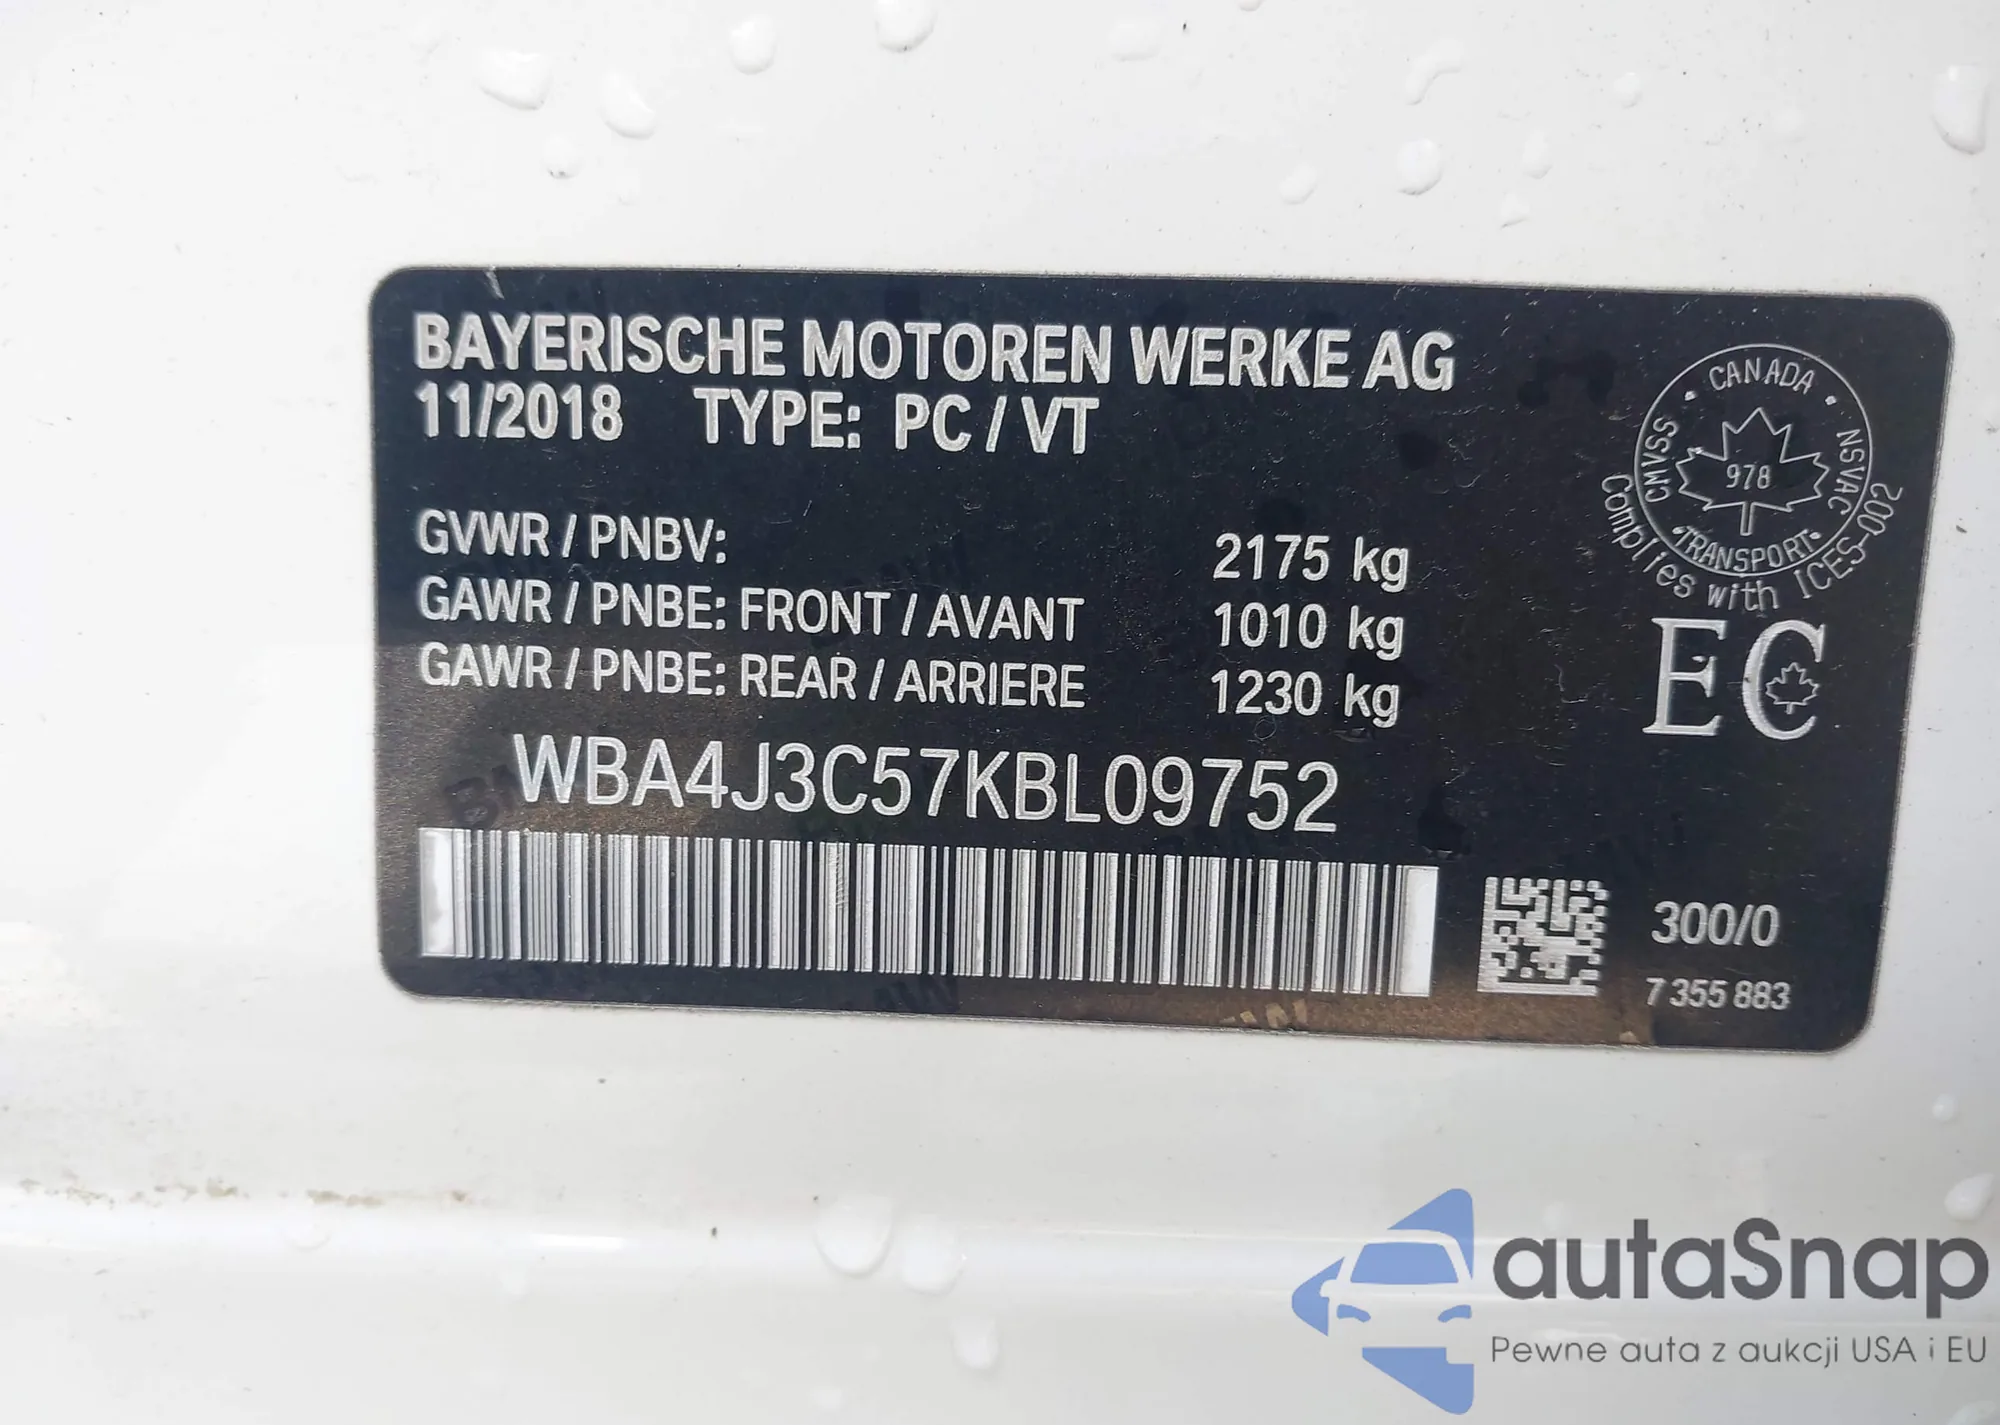 BAYERISCHE MOTOREN WERKE AG
11/2018 TYPE: PC / VT
CANADA
CMVSS
978
NSVAC
TRANSPORT
Complies with ICES-002
EC
GVWR / PNBV: 2175 kg
GAWR / PNBE: FRONT / AVANT 1010 kg
GAWR / PNBE: REAR / ARRIERE 1230 kg
WBA4J3C57KBL09752
300/0
7 355 883
autaSnap
Pewne auta z aukcji USA i EU